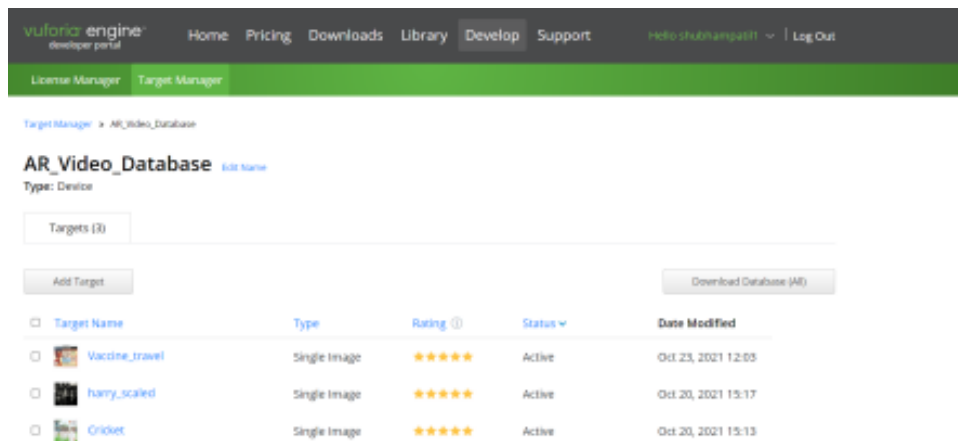 vuforia engine™ Home Pricing Downloads Library Develop Support Hello shubhampatil1 Log Out
developer portal
License Manager Target Manager
Target Manager > AR_Video_Database
AR_Video_Database Edit Name
Type: Device
Targets (3)
Add Target Download Database (All)
Target Name Type Rating Status Date Modified
Vaccine_travel Single Image Active Oct 23, 2021 12:03
harry_scaled Single Image Active Oct 20, 2021 15:17
Cricket Single Image Active Oct 20, 2021 15:13